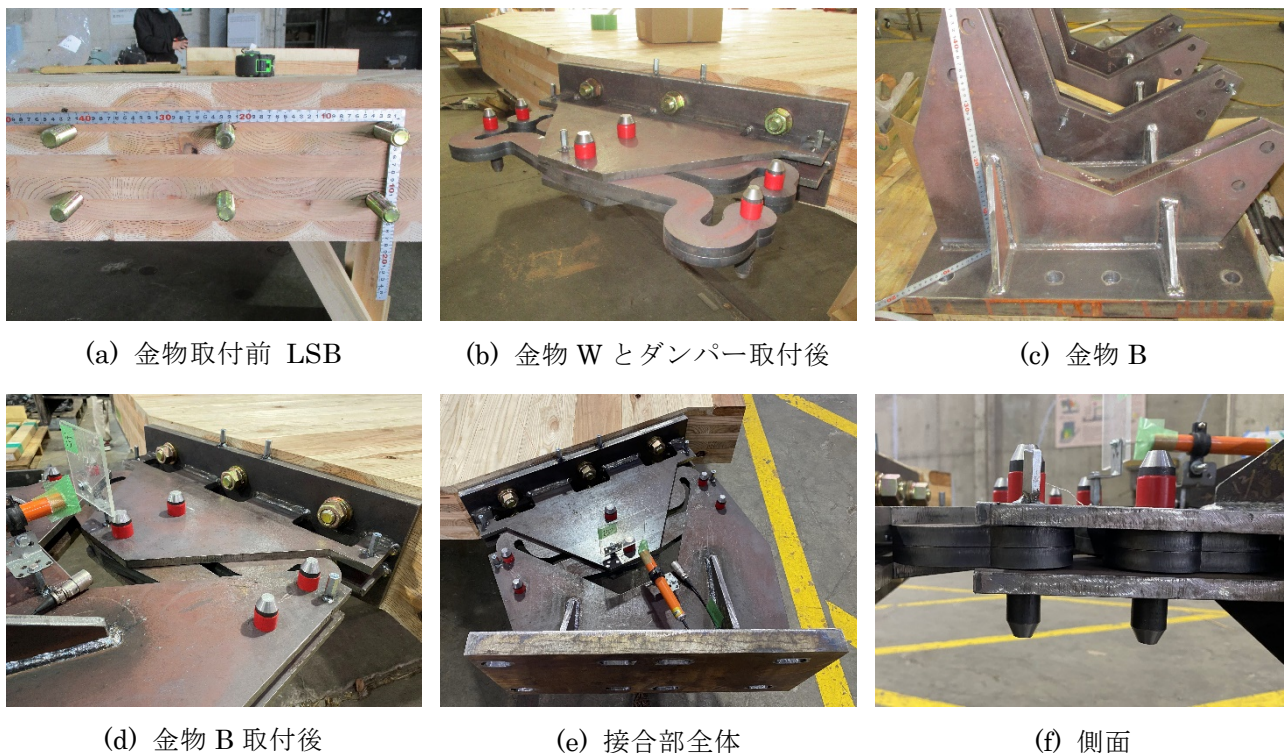 (a) 金物取付前 LSB
(b) 金物 W とダンパー取付後
(c) 金物 B
(d) 金物 B 取付後
(e) 接合部全体
(f) 側面